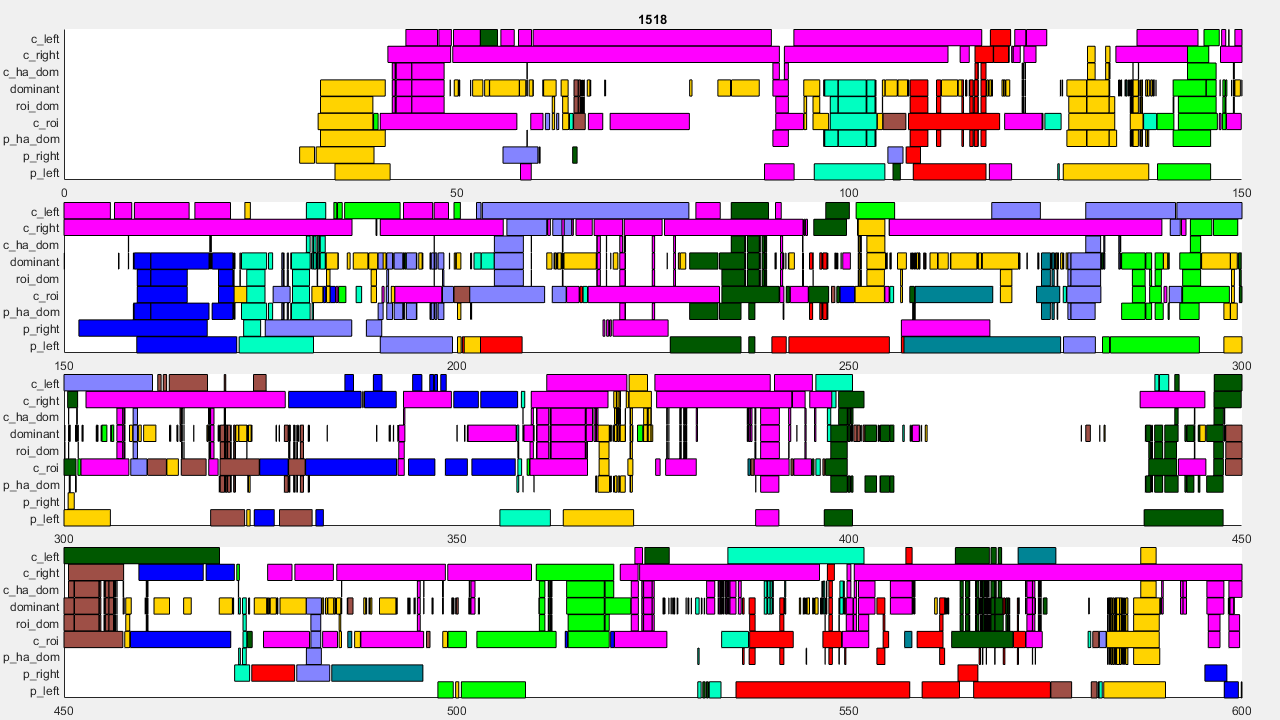 1518
c_left
c_right
c_ha_dom
dominant
roi_dom
c_roi
p_ha_dom
p_right
p_left
0 50 100 150
c_left
c_right
c_ha_dom
dominant
roi_dom
c_roi
p_ha_dom
p_right
p_left
150 200 250 300
c_left
c_right
c_ha_dom
dominant
roi_dom
c_roi
p_ha_dom
p_right
p_left
300 350 400 450
c_left
c_right
c_ha_dom
dominant
roi_dom
c_roi
p_ha_dom
p_right
p_left
450 500 550 600